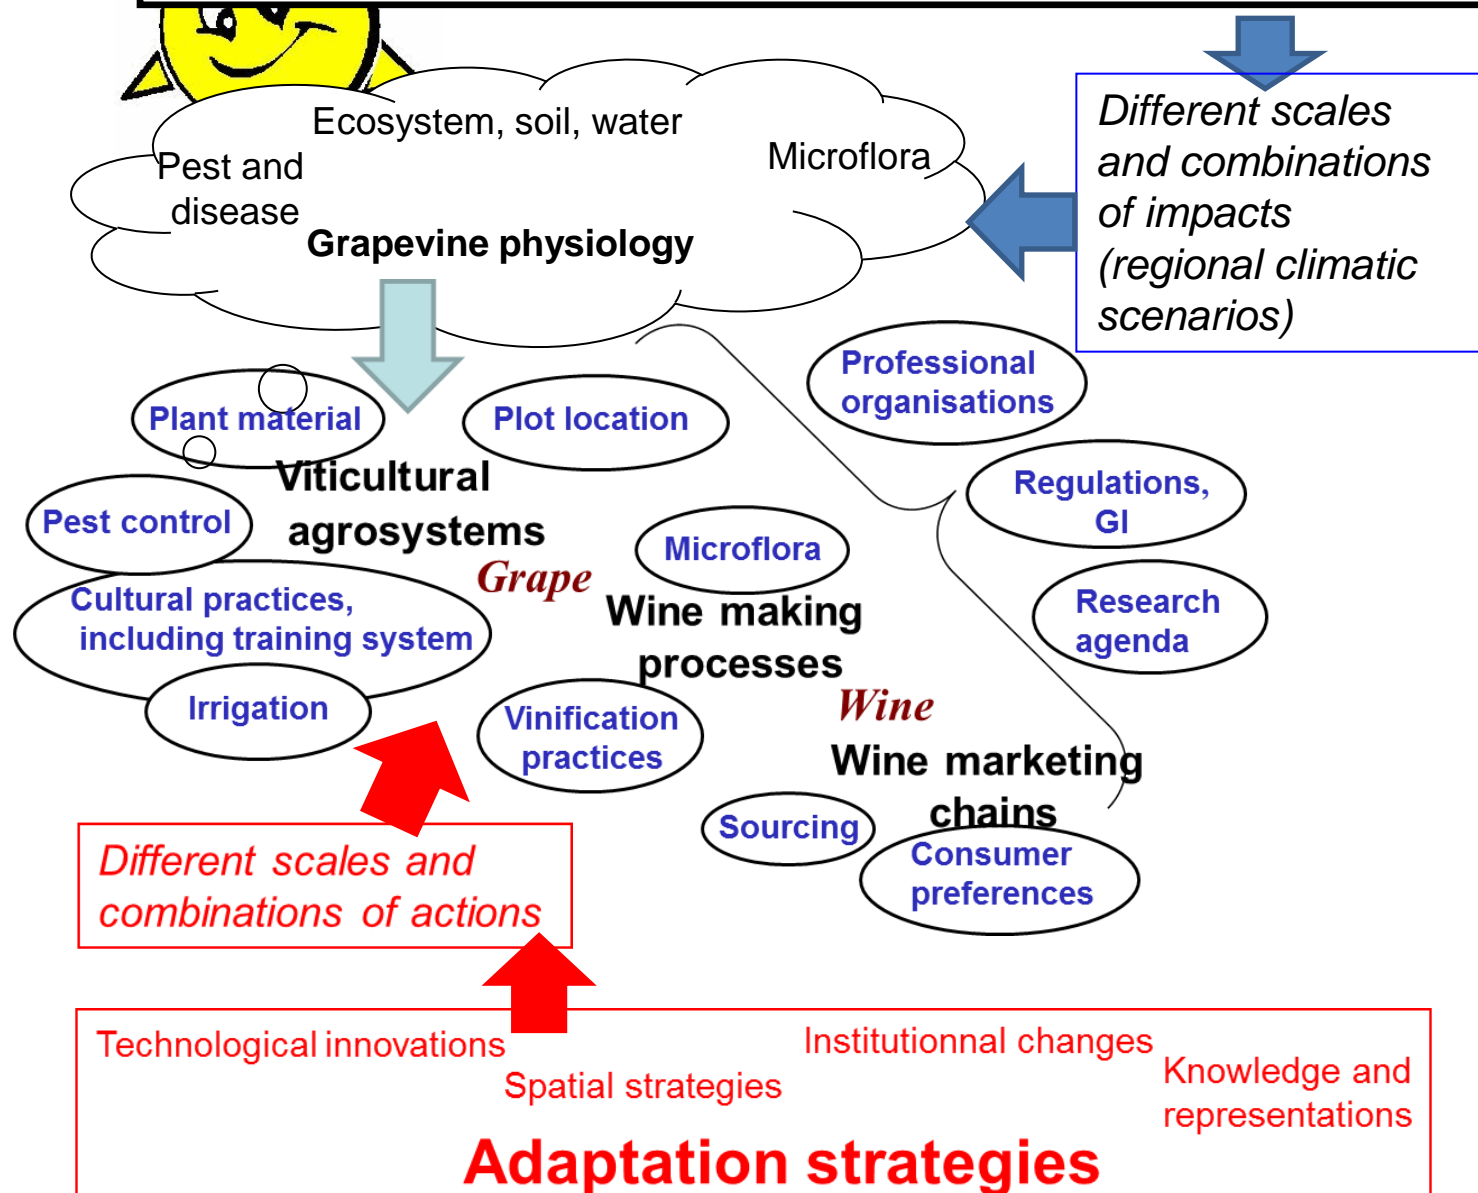 Ecosystem, soil, water
Pest and
disease
Microflora
Grapevine physiology
Different scales
and combinations
of impacts
(regional climatic
scenarios)
Professional
organisations
Plant material
Plot location
Viticultural
agrosystems
Regulations,
GI
Pest control
Microflora
Grape
Cultural practices,
including training system
Wine making
processes
Research
agenda
Irrigation
Vinification
practices
Wine
Wine marketing
chains
Sourcing
Consumer
preferences
Different scales and
combinations of actions
Technological innovations
Spatial strategies
Institutionnal changes
Knowledge and
representations
Adaptation strategies